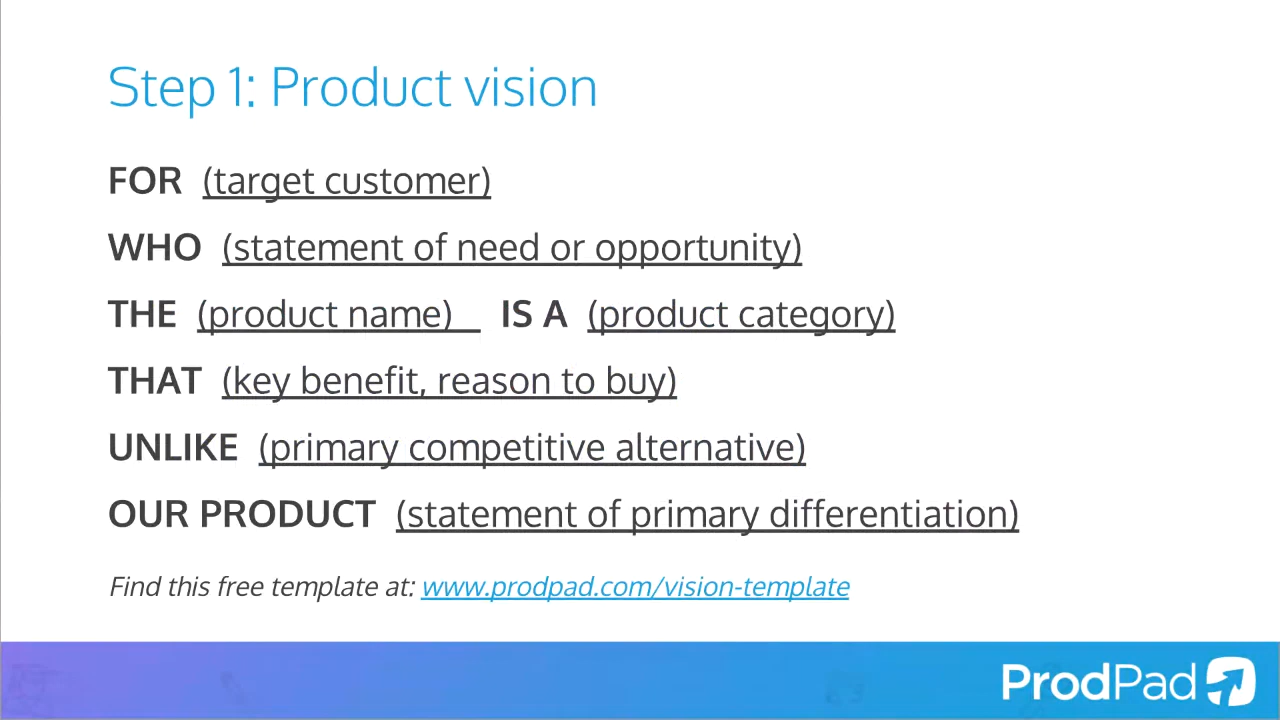 Step 1: Product vision
FOR (target customer)
WHO (statement of need or opportunity)
THE (product name) IS A (product category)
THAT (key benefit, reason to buy)
UNLIKE (primary competitive alternative)
OUR PRODUCT (statement of primary differentiation)
Find this free template at: www.prodpad.com/vision-template
ProdPad